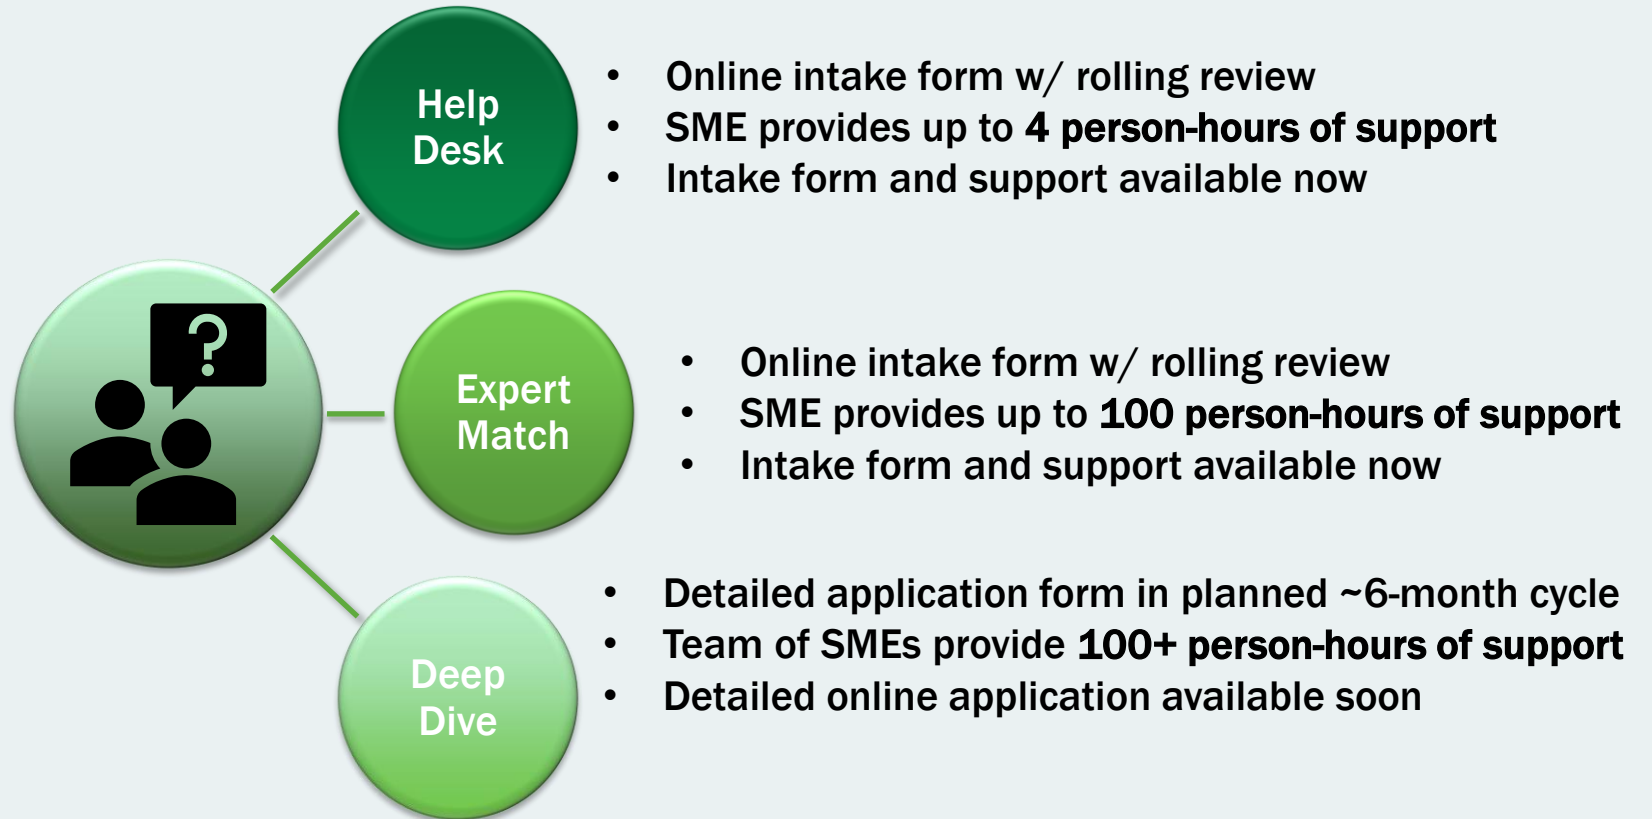 Help
Desk
• Online intake form w/ rolling review
• SME provides up to 4 person-hours of support
• Intake form and support available now
?
Expert
Match
• Online intake form w/ rolling review
• SME provides up to 100 person-hours of support
• Intake form and support available now
Deep
Dive
• Detailed application form in planned ~6-month cycle
• Team of SMEs provide 100+ person-hours of support
• Detailed online application available soon